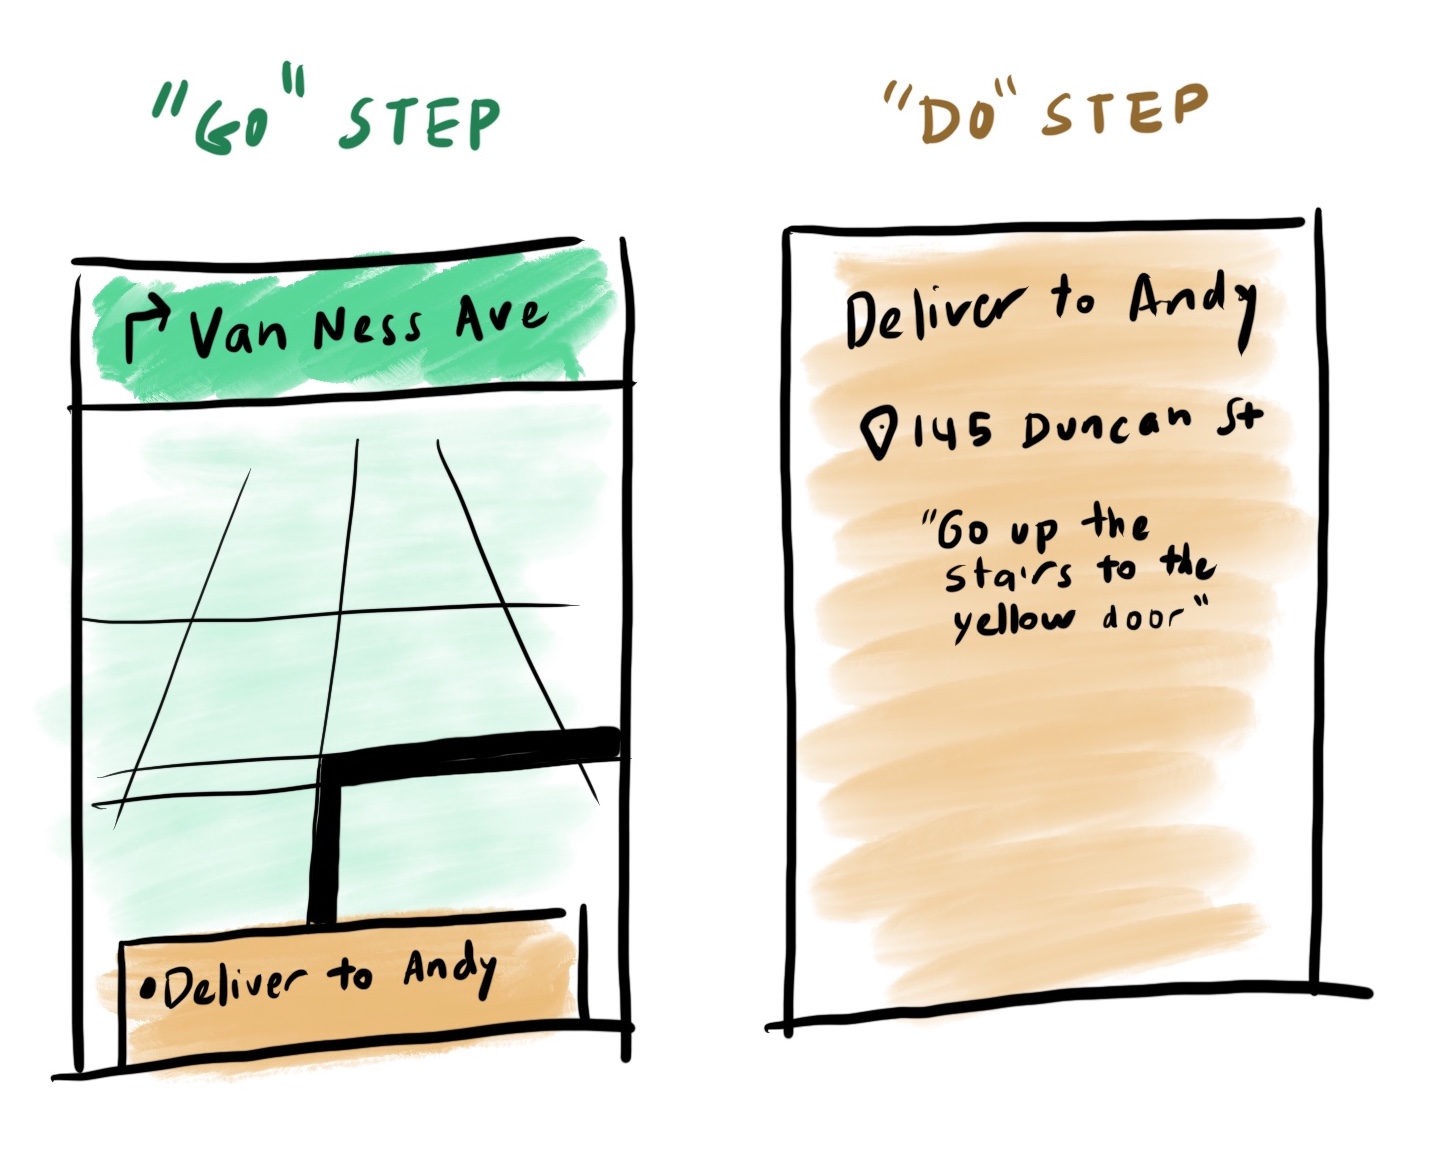 "GO" STEP
Van Ness Ave
Deliver to Andy
"DO" STEP
Deliver to Andy
145 Duncan St
"Go up the
stairs to the
yellow door"